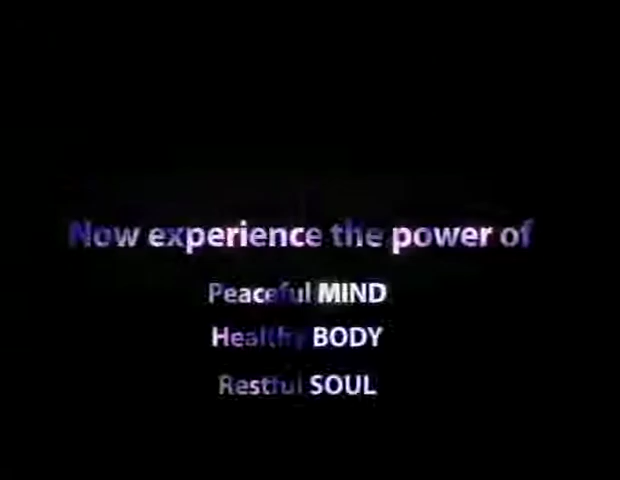 Now experience the power of
Peaceful MIND
Healthy BODY
Restful SOUL